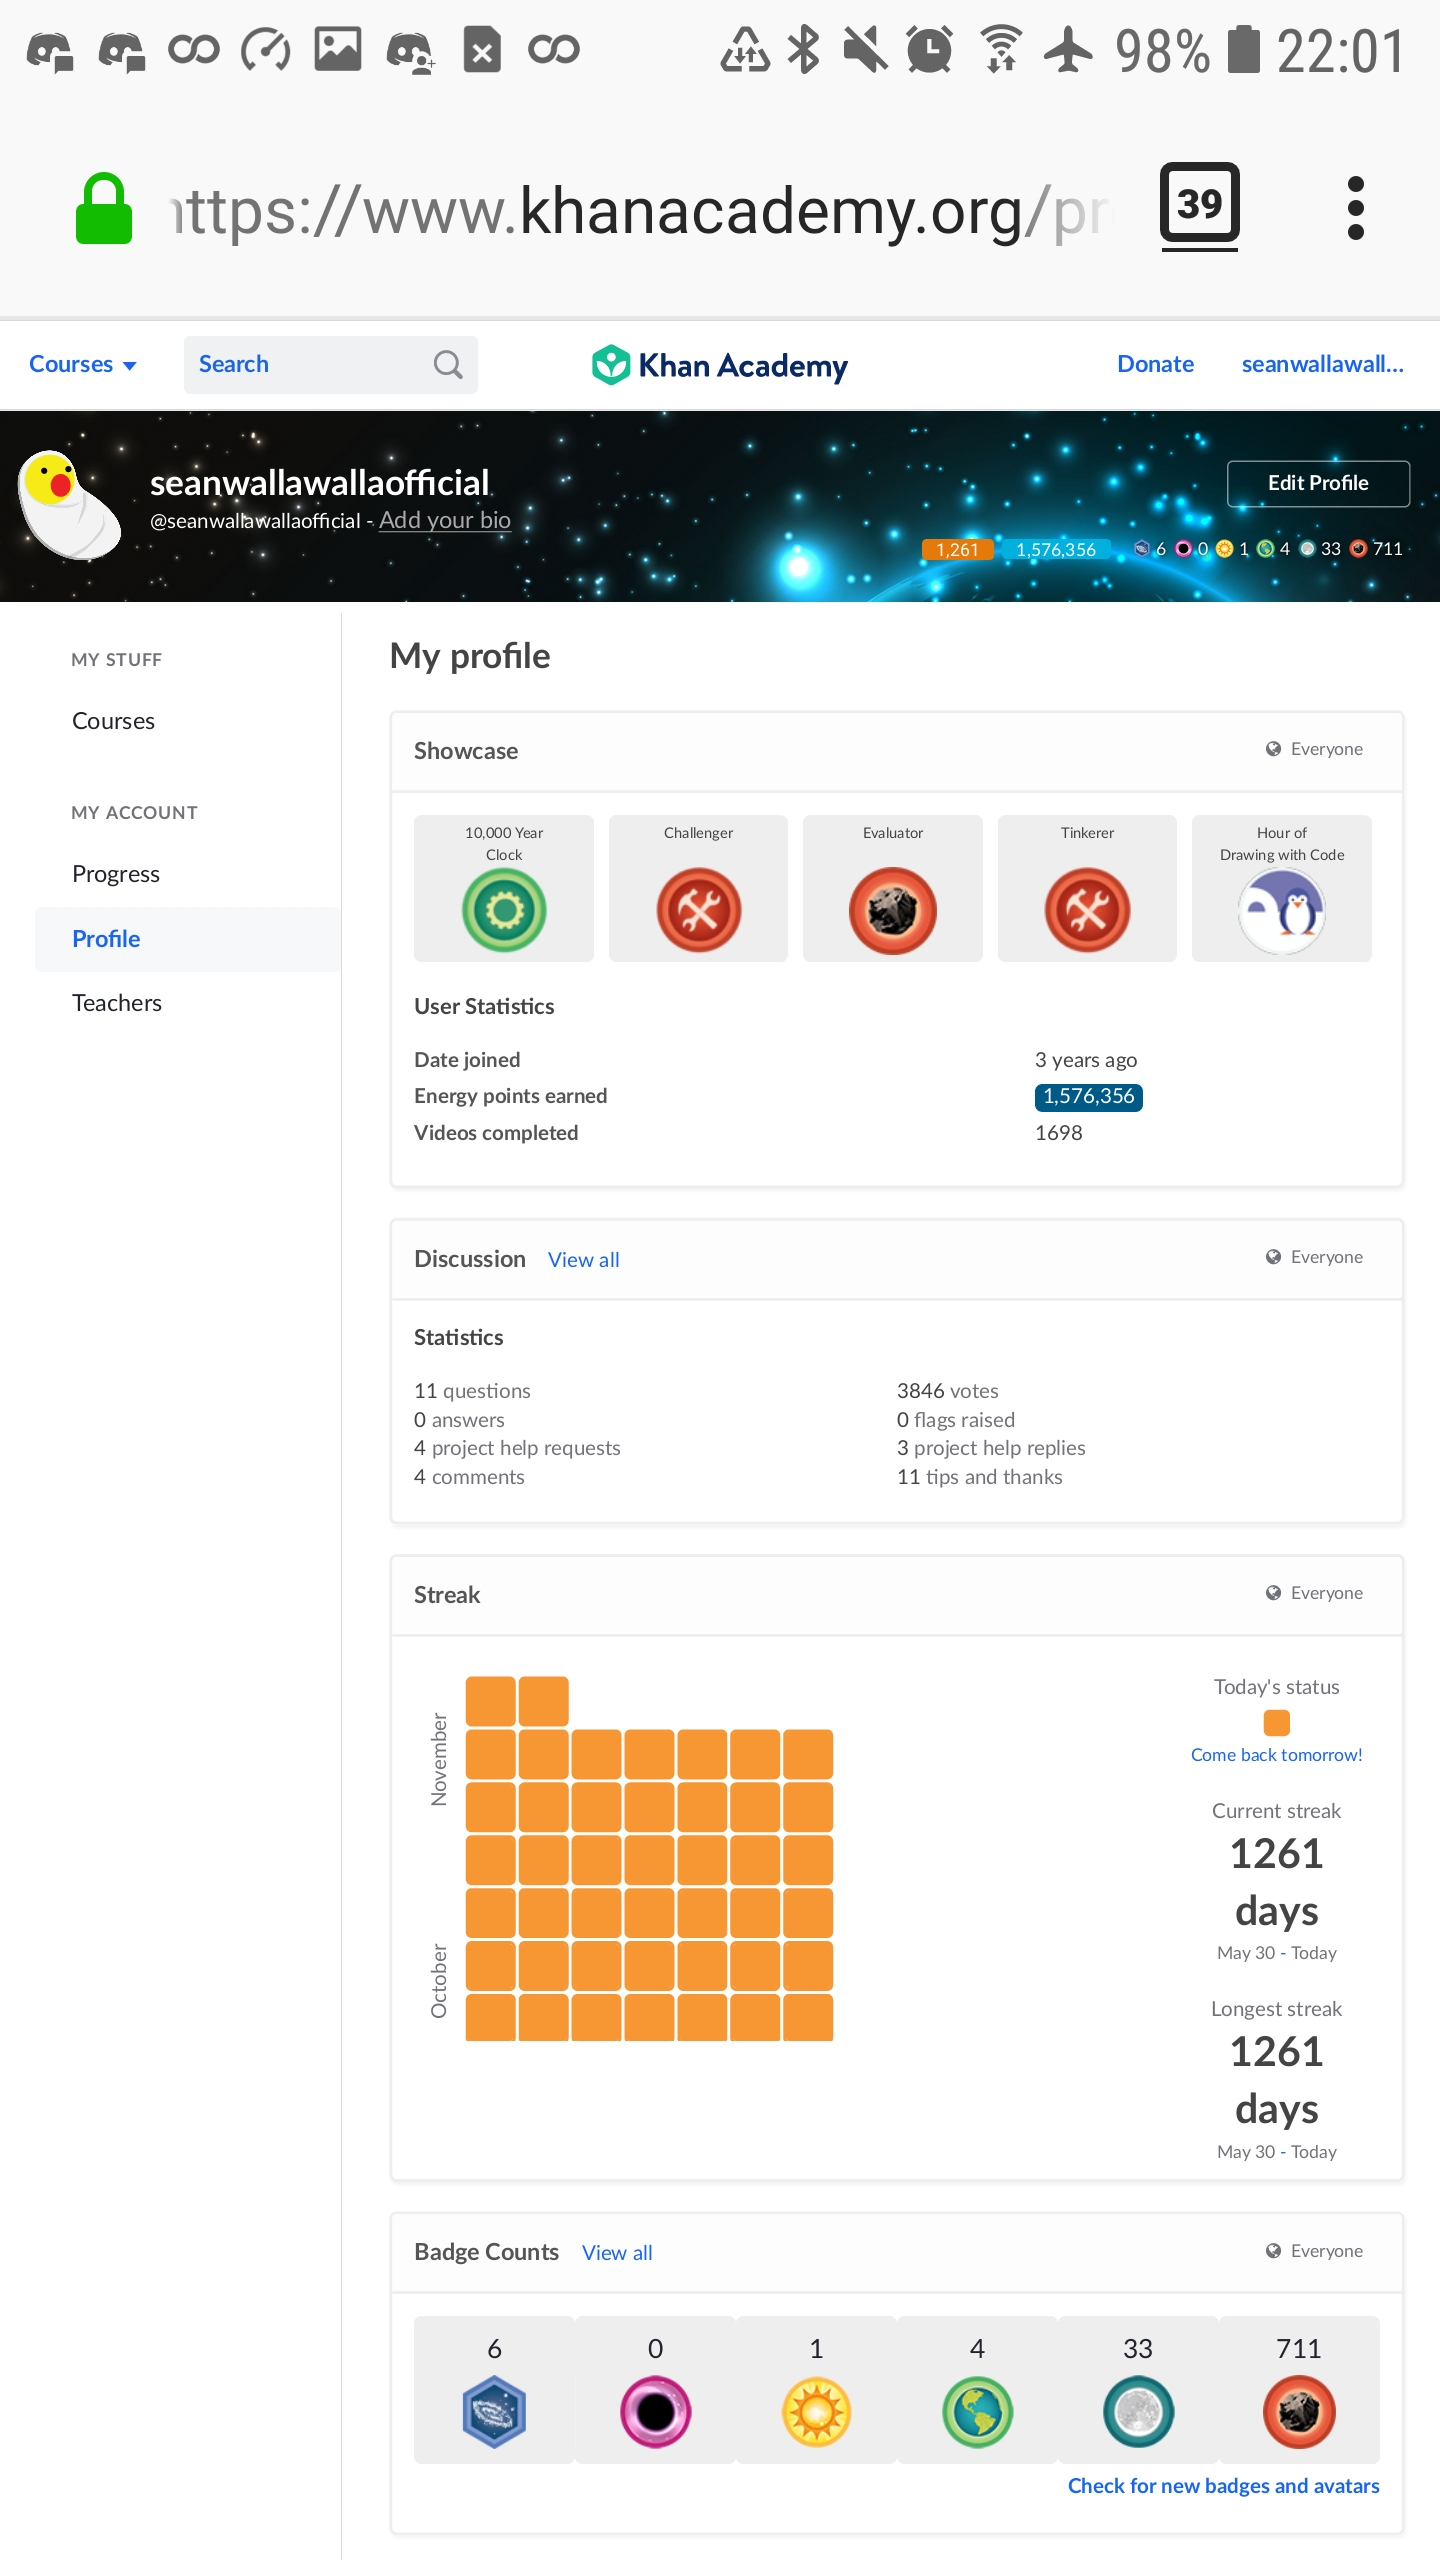 98% 22:01
https://www.khanacademy.org/pr
39
Courses
Search
Khan Academy
Donate
seanwallawall...
seanwallawallaofficial
@seanwallawallaofficial - Add your bio
Edit Profile
1,261 1,576,356 6 0 1 4 33 711
MY STUFF
Courses
MY ACCOUNT
Progress
Profile
Teachers
My profile
Showcase
Everyone
10,000 Year
Clock
Challenger
Evaluator
Tinkerer
Hour of
Drawing with Code
User Statistics
Date joined 3 years ago
Energy points earned 1,576,356
Videos completed 1698
Discussion View all
Everyone
Statistics
11 questions 3846 votes
0 answers 0 flags raised
4 project help requests 3 project help replies
4 comments 11 tips and thanks
Streak
Everyone
November
October
Today's status
Come back tomorrow!
Current streak
1261
days
May 30 - Today
Longest streak
1261
days
May 30 - Today
Badge Counts View all
Everyone
6 0 1 4 33 711
Check for new badges and avatars